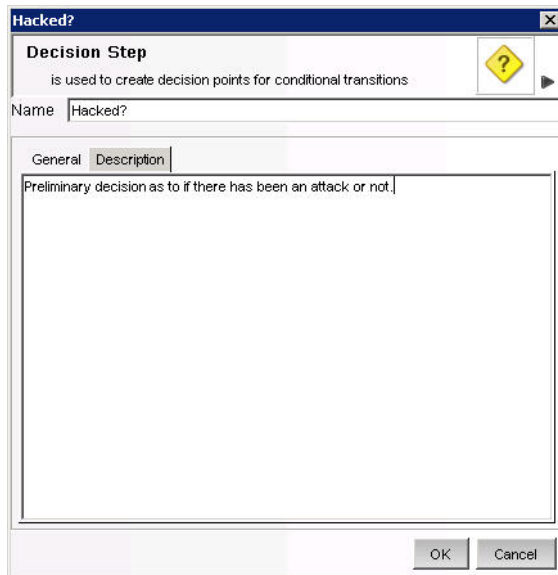 Hacked?
Decision Step
is used to create decision points for conditional transitions
?
Name Hacked?
General Description
Preliminary decision as to if there has been an attack or not.
OK Cancel